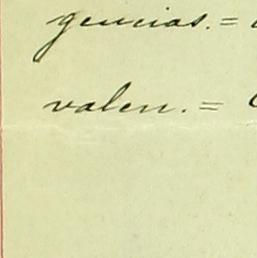 gencias.=
valen.=